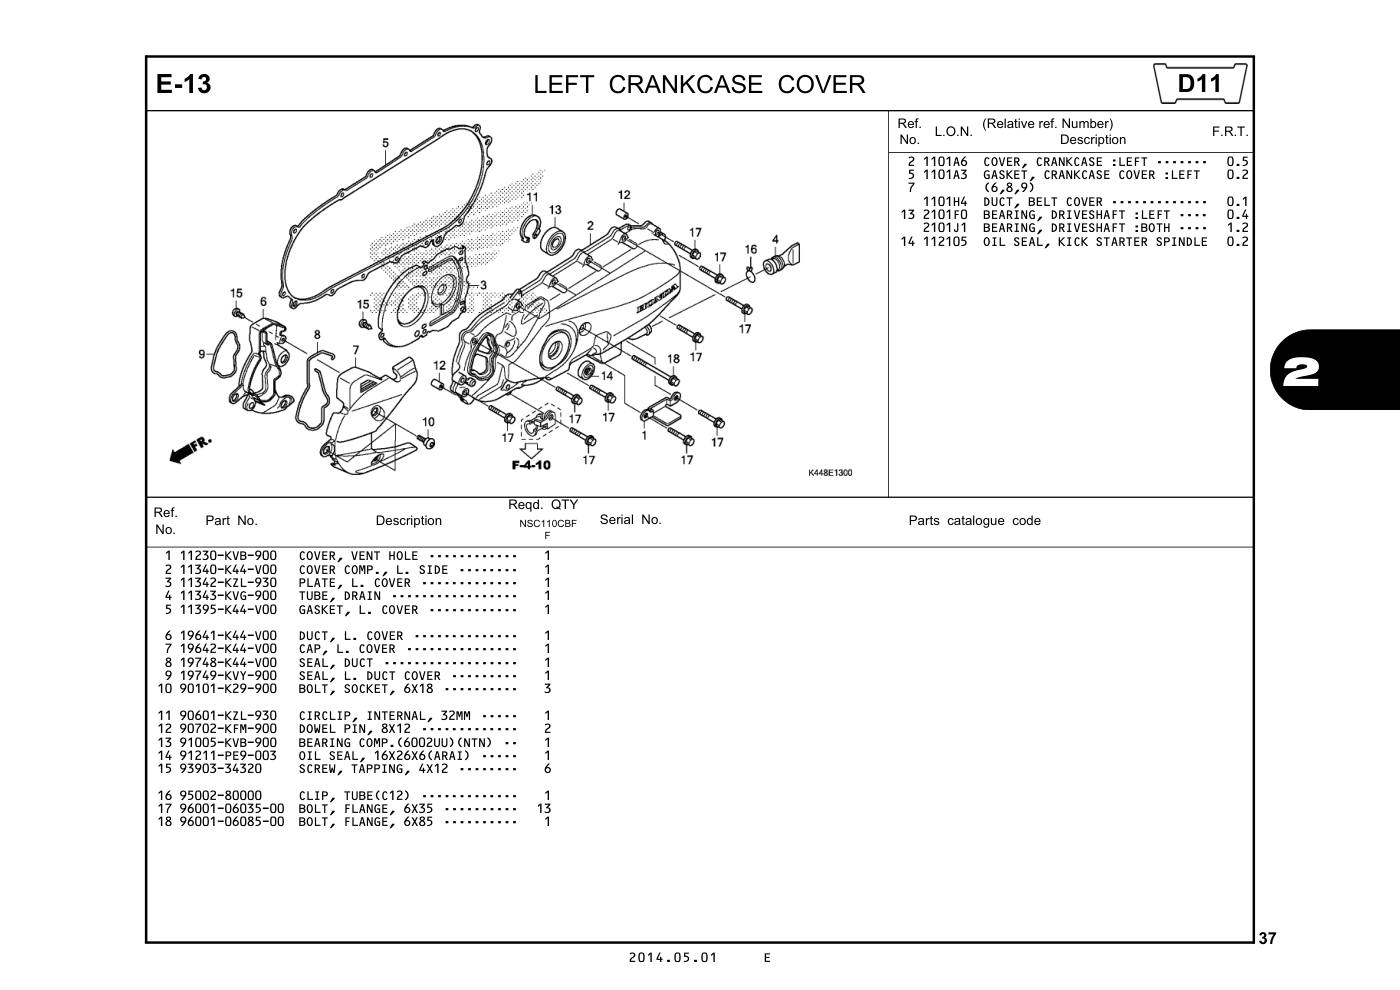 E-13
LEFT CRANKCASE COVER
D11
Ref. No. L.O.N. (Relative ref. Number) Description F.R.T.
2 1101A6 COVER, CRANKCASE :LEFT ------- 0.5
5 1101A3 GASKET, CRANKCASE COVER :LEFT 0.2
7 (6,8,9)
1101H4 DUCT, BELT COVER ------------- 0.1
13 2101F0 BEARING, DRIVESHAFT :LEFT ---- 0.4
2101J1 BEARING, DRIVESHAFT :BOTH ---- 1.2
14 112105 OIL SEAL, KICK STARTER SPINDLE 0.2
5
12
11
13
2
17
4
16
17
15
6
3
15
17
8
9
7
17
12
18
14
10
17
17
17
1
17
17
17
HONDA
FR.
F-4-10
K448E1300
2
Ref. No. Part No. Description Reqd. QTY NSC110CBF F Serial No. Parts catalogue code
1 11230-KVB-900 COVER, VENT HOLE ------------ 1
2 11340-K44-V00 COVER COMP., L. SIDE -------- 1
3 11342-KZL-930 PLATE, L. COVER ------------- 1
4 11343-KVG-900 TUBE, DRAIN ----------------- 1
5 11395-K44-V00 GASKET, L. COVER ------------ 1
6 19641-K44-V00 DUCT, L. COVER -------------- 1
7 19642-K44-V00 CAP, L. COVER --------------- 1
8 19748-K44-V00 SEAL, DUCT ------------------ 1
9 19749-KVY-900 SEAL, L. DUCT COVER --------- 1
10 90101-K29-900 BOLT, SOCKET, 6X18 ---------- 3
11 90601-KZL-930 CIRCLIP, INTERNAL, 32MM ----- 1
12 90702-KFM-900 DOWEL PIN, 8X12 ------------- 2
13 91005-KVB-900 BEARING COMP.(6002UU)(NTN) -- 1
14 91211-PE9-003 OIL SEAL, 16X26X6(ARAI) ----- 1
15 93903-34320 SCREW, TAPPING, 4X12 -------- 6
16 95002-80000 CLIP, TUBE(C12) ------------- 1
17 96001-06035-00 BOLT, FLANGE, 6X35 ---------- 13
18 96001-06085-00 BOLT, FLANGE, 6X85 ---------- 1
37
2014.05.01 E